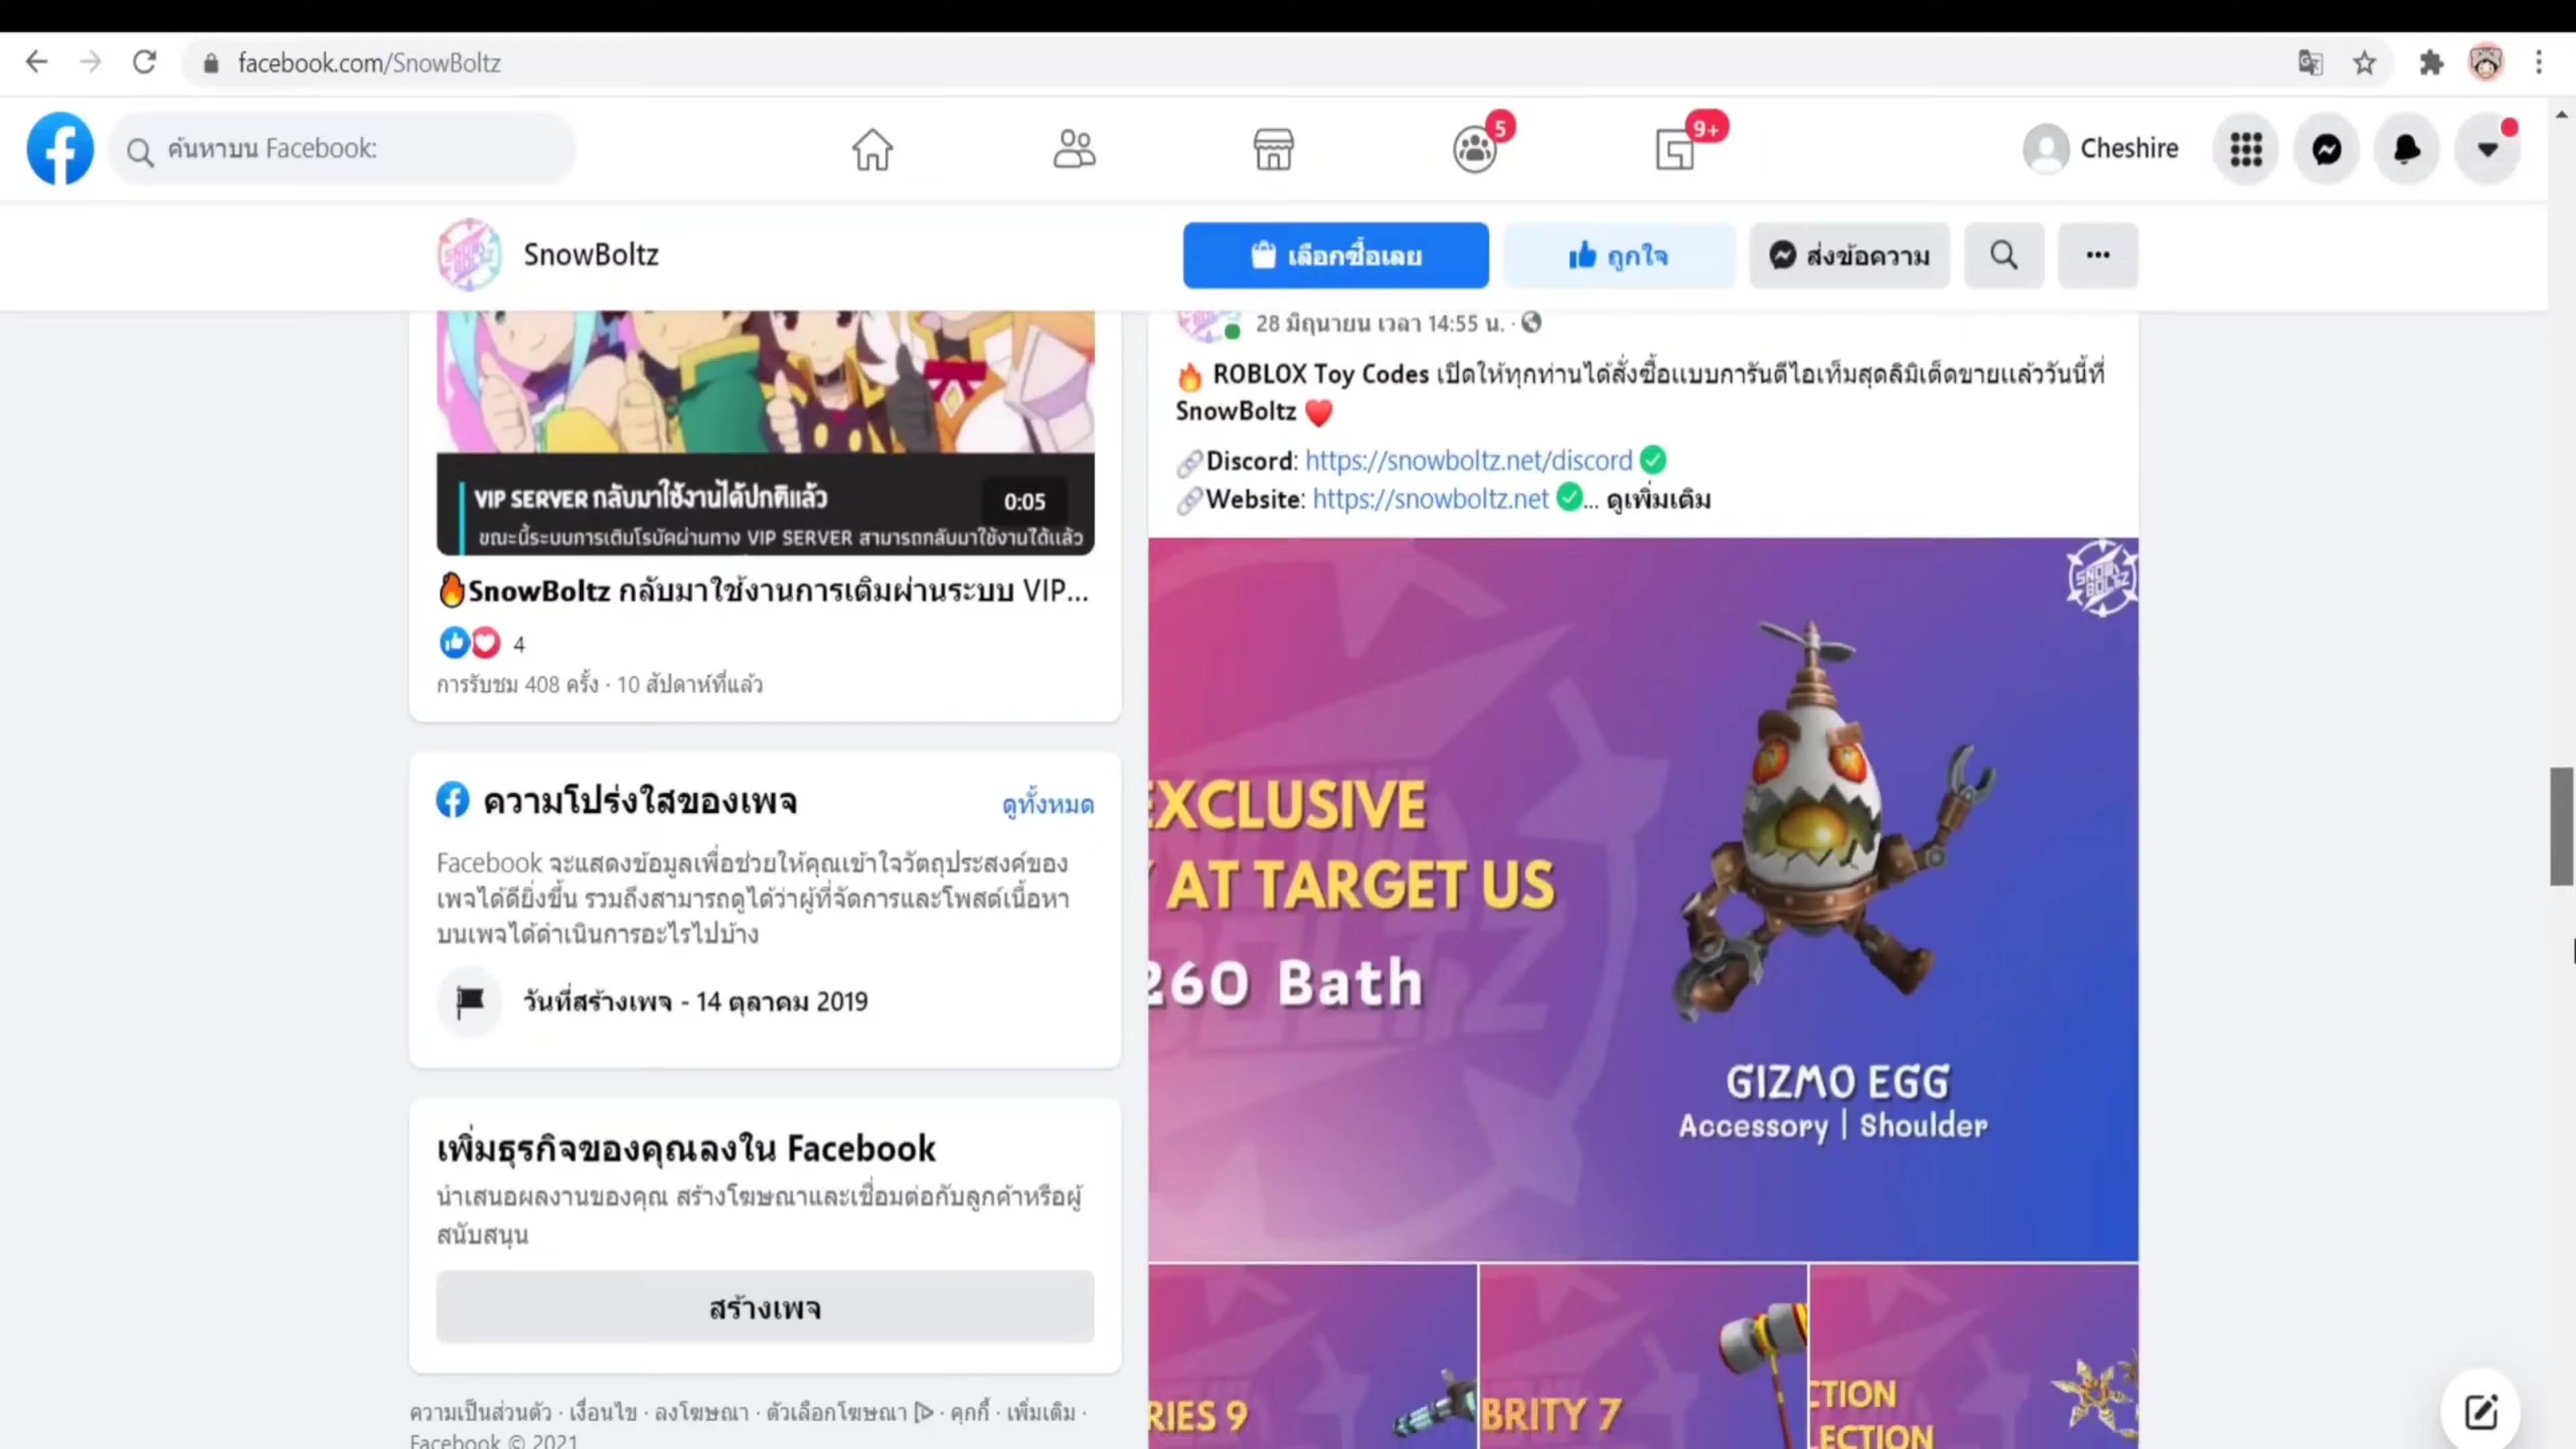 facebook.com/SnowBoltz
ค้นหาบน Facebook:
5
9+
Cheshire
SnowBoltz
เลือกซื้อเลย
ถูกใจ
ส่งข้อความ
VIP SERVER กลับมาใช้งานได้ปกติแล้ว
0:05
ขณะนี้ระบบการเติมโรบัคผ่านทาง VIP SERVER สามารถกลับมาใช้งานได้แล้ว
🔥SnowBoltz กลับมาใช้งานการเติมผ่านระบบ VIP...
4
การรับชม 408 ครั้ง · 10 สัปดาห์ที่แล้ว
ความโปร่งใสของเพจ
ดูทั้งหมด
Facebook จะแสดงข้อมูลเพื่อช่วยให้คุณเข้าใจวัตถุประสงค์ของ
เพจได้ดียิ่งขึ้น รวมถึงสามารถดูได้ว่าผู้ที่จัดการและโพสต์เนื้อหา
บนเพจได้ดำเนินการอะไรไปบ้าง
วันที่สร้างเพจ - 14 ตุลาคม 2019
เพิ่มธุรกิจของคุณลงใน Facebook
นำเสนอผลงานของคุณ สร้างโฆษณาและเชื่อมต่อกับลูกค้าหรือผู้
สนับสนุน
สร้างเพจ
ความเป็นส่วนตัว · เงื่อนไข · ลงโฆษณา · ตัวเลือกโฆษณา · คุกกี้ · เพิ่มเติม ·
Facebook © 2021
28 มิถุนายน เวลา 14:55 น. ·
🔥 ROBLOX Toy Codes เปิดให้ทุกท่านได้สั่งซื้อแบบการันตีไอเท็มสุดลิมิเต็ดขายแล้ววันนี้ที่
SnowBoltz ♥
🔗Discord: https://snowboltz.net/discord ✅
🔗Website: https://snowboltz.net ✅... ดูเพิ่มเติม
SNOW
BOLTZ
EXCLUSIVE
Y AT TARGET US
260 Bath
GIZMO EGG
Accessory | Shoulder
RIES 9
BRITY 7
CTION
LECTION